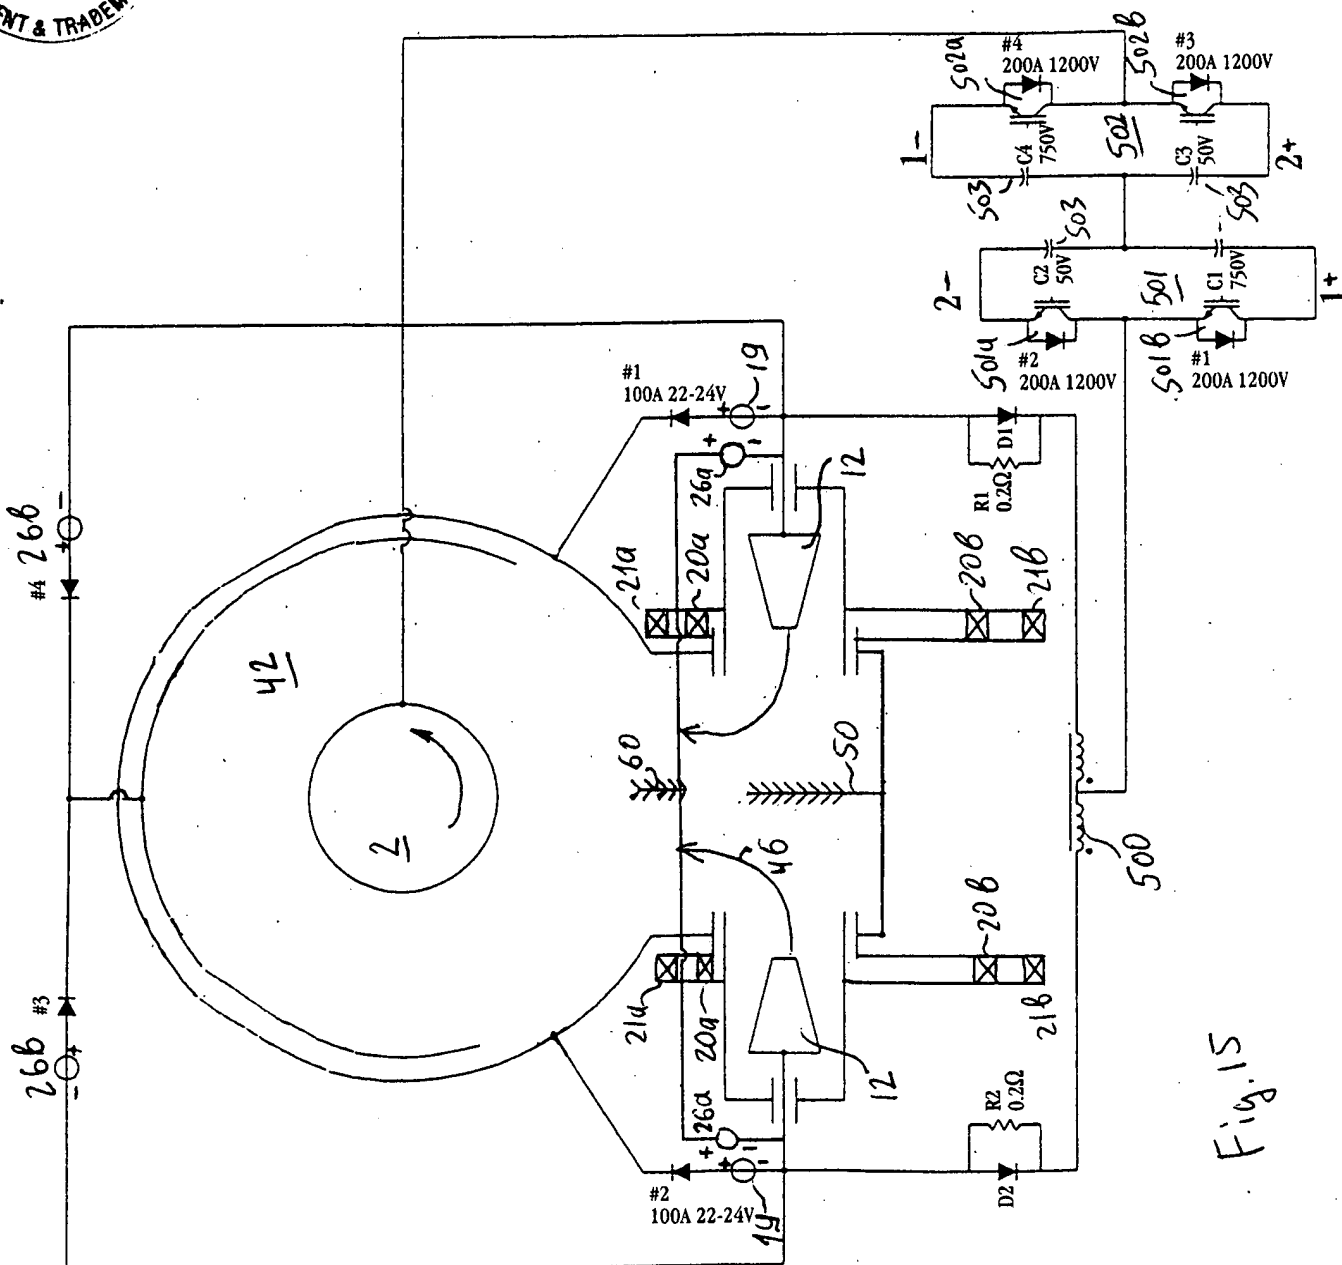 ENT & TRADEM
#4
200A 1200V
502a
502b
#3
200A 1200V
1-
C4
750V
502
C3
50V
2+
503
503
503
2-
C2
50V
501
C1
750V
1+
501a
#2
200A 1200V
501b
#1
200A 1200V
#1
100A 22-24V
+
-
19
+
-
26a
12
D1
R1
0.2Ω
26b
+
-
#4
21a
20a
20b
21b
42
2
60
50
46
500
21a
20a
20b
21b
#3
26b
+
-
+
26a
-
+
-
12
R2
0.2Ω
D2
#2
100A 22-24V
19
Fig. 15